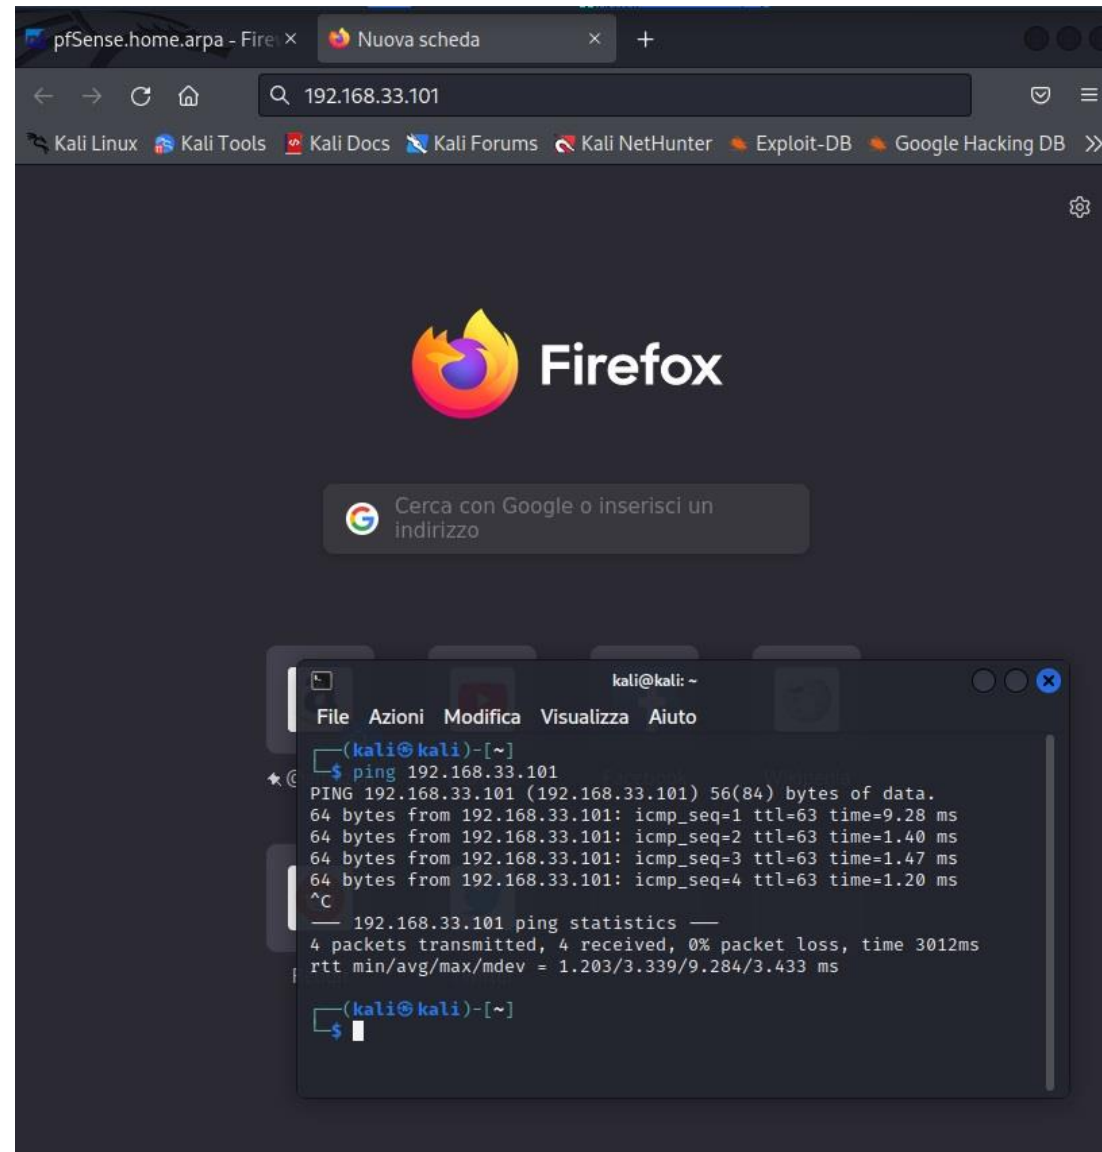 pfSense.home.arpa - Fire
Nuova scheda
192.168.33.101
Kali Linux Kali Tools Kali Docs Kali Forums Kali NetHunter Exploit-DB Google Hacking DB
Firefox
Cerca con Google o inserisci un
indirizzo
kali@kali: ~
File Azioni Modifica Visualizza Aiuto
┌──(kali㉿kali)-[~]
└─$ ping 192.168.33.101
PING 192.168.33.101 (192.168.33.101) 56(84) bytes of data.
64 bytes from 192.168.33.101: icmp_seq=1 ttl=63 time=9.28 ms
64 bytes from 192.168.33.101: icmp_seq=2 ttl=63 time=1.40 ms
64 bytes from 192.168.33.101: icmp_seq=3 ttl=63 time=1.47 ms
64 bytes from 192.168.33.101: icmp_seq=4 ttl=63 time=1.20 ms
^C
─── 192.168.33.101 ping statistics ───
4 packets transmitted, 4 received, 0% packet loss, time 3012ms
rtt min/avg/max/mdev = 1.203/3.339/9.284/3.433 ms
┌──(kali㉿kali)-[~]
└─$